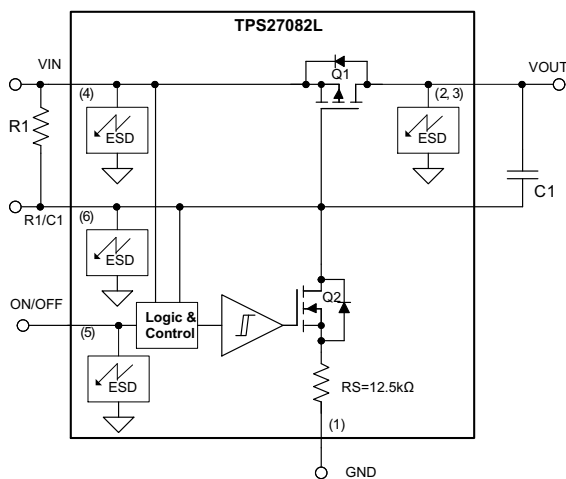 TPS27082L
VIN
Q1
VOUT
(4)
(2, 3)
R1
ESD
ESD
C1
R1/C1
(6)
ESD
ON/OFF
Q2
(5)
Logic &
Control
ESD
RS=12.5kΩ
(1)
GND